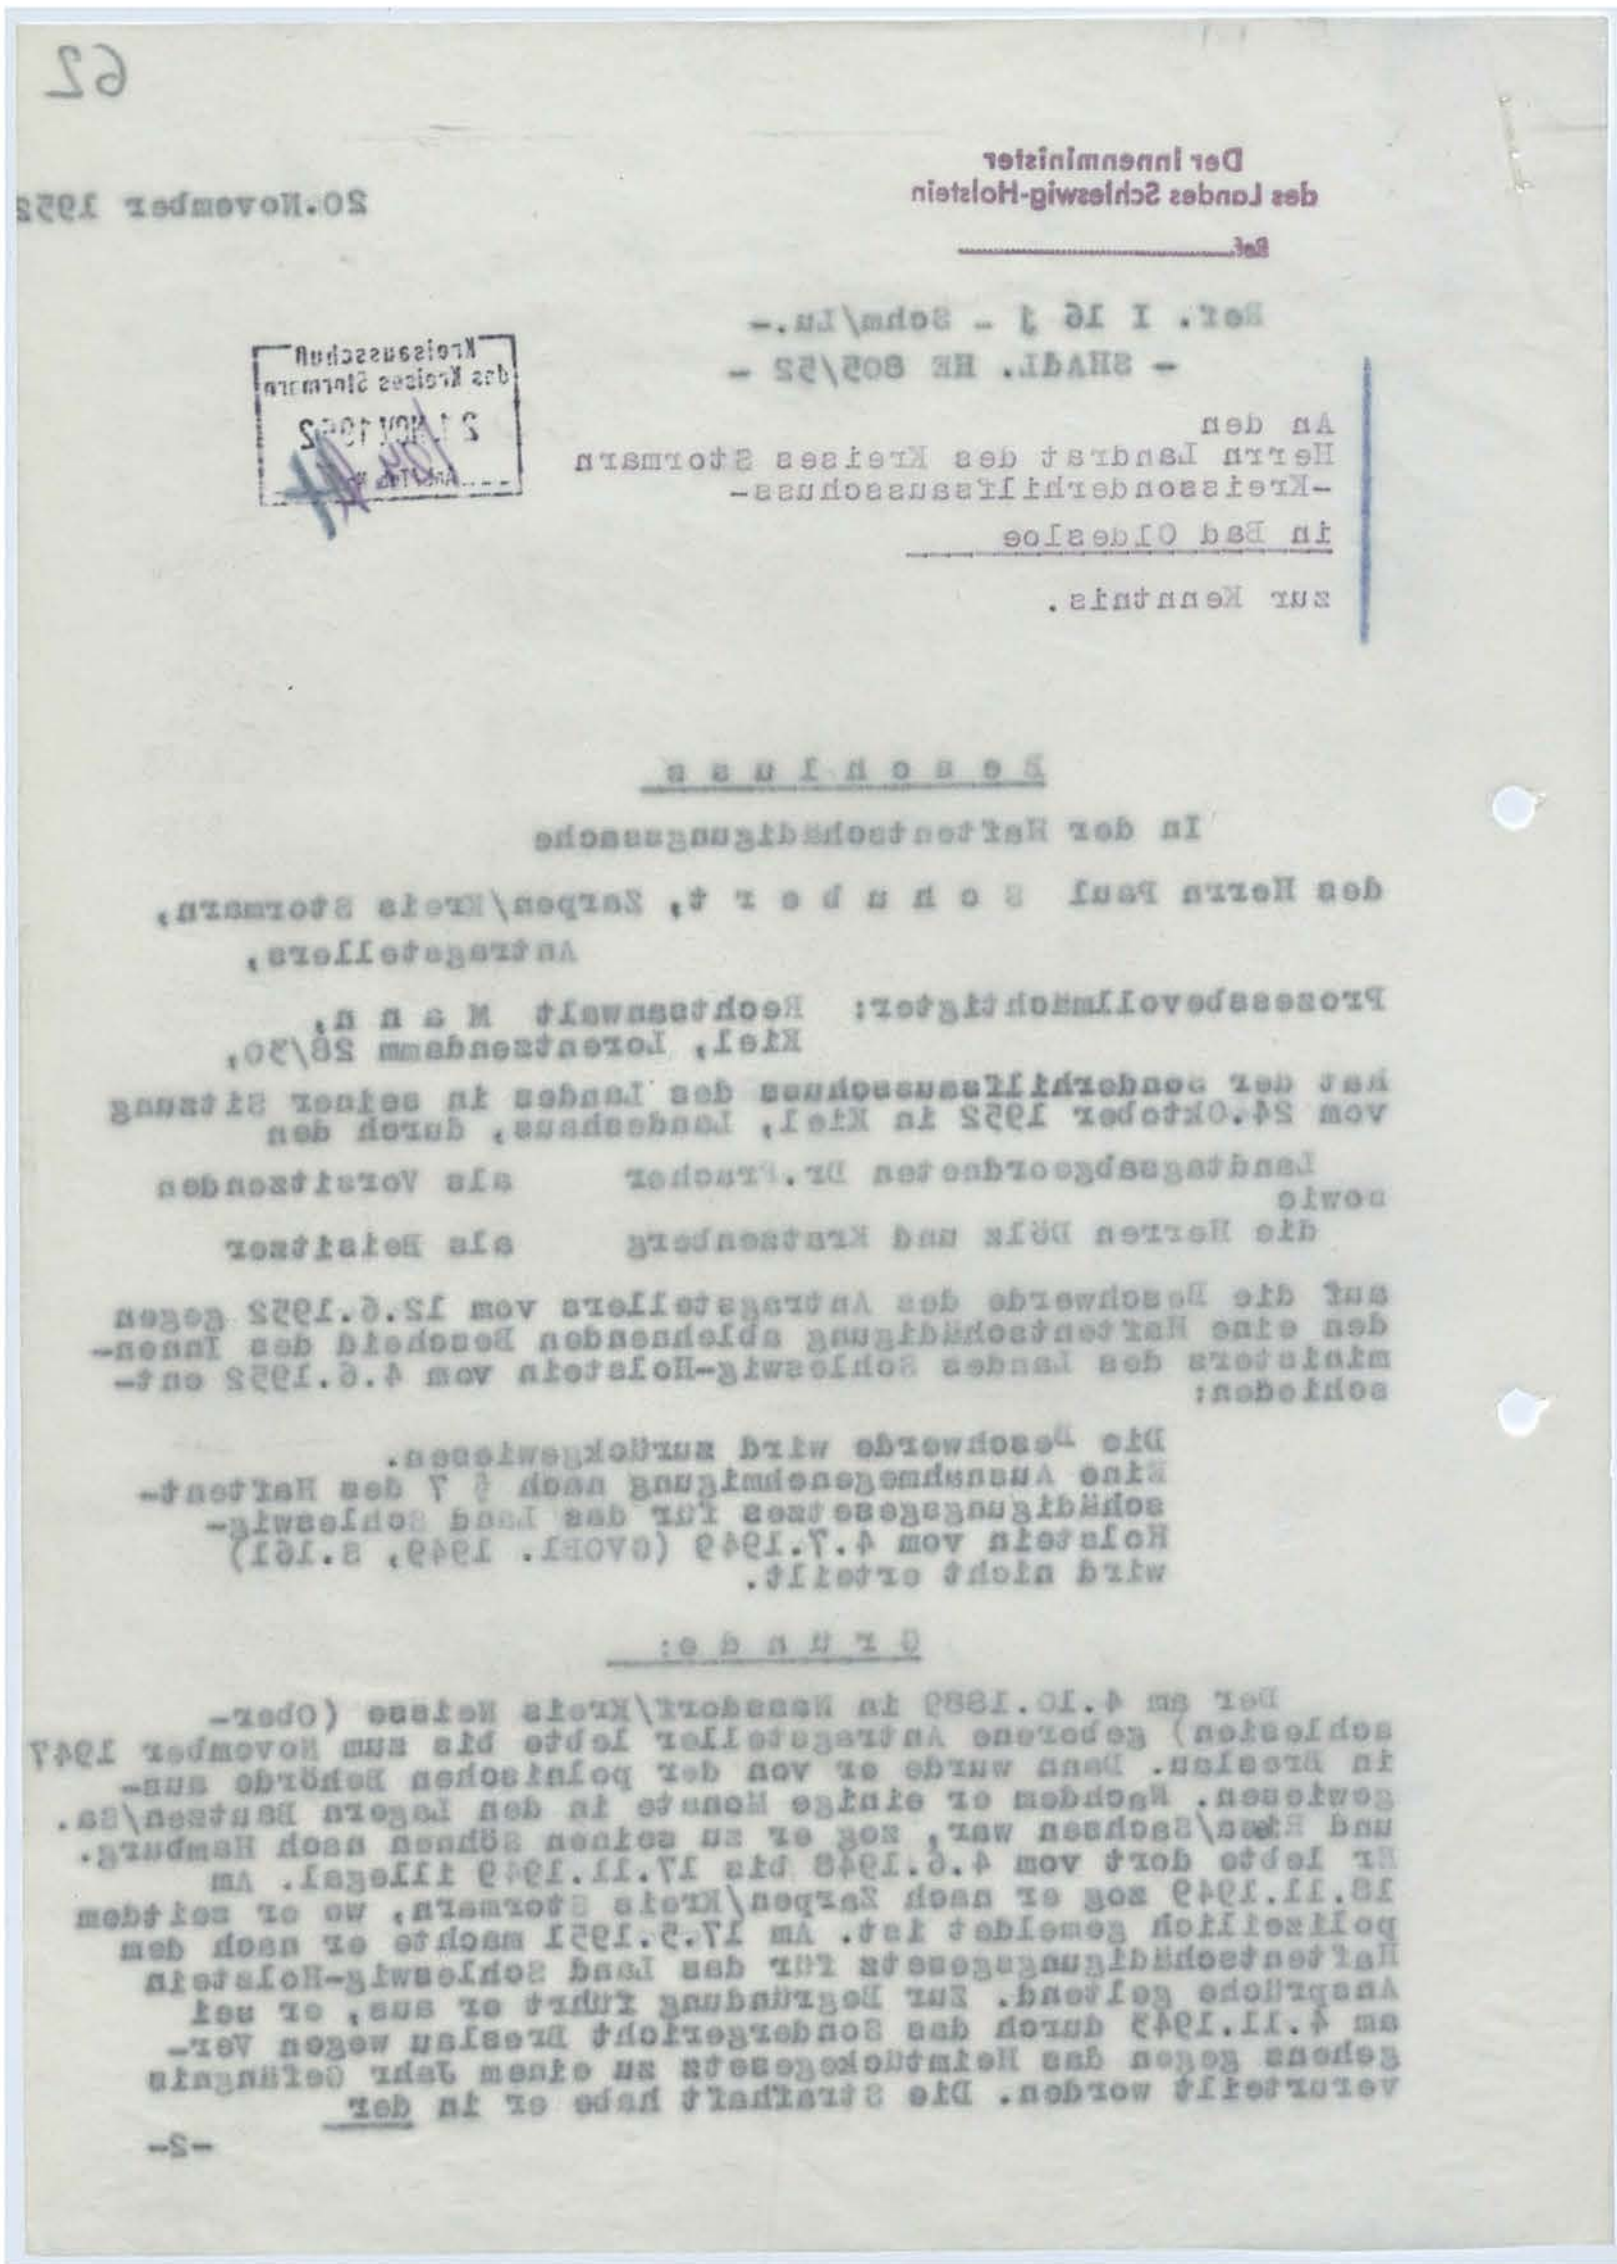 62
Der Innenminister
des Landes Schleswig-Holstein
Ref.
20.November 1952
Ref. I 16 j - Schm/Lu.-
- SHAdL. HE 805/52 -
Kreisausschuß
des Kreises Stormarn
21. NOV. 1952
An den
Herrn Landrat des Kreises Stormarn
-Kreissonderhilfsausschuss-
in Bad Oldesloe
zur Kenntnis.
B e s c h l u s s
In der Haftentschädigungssache
des Herrn Paul S c h u b e r t, Zarpen/Kreis Stormarn,
Antragstellers,
Prozessbevollmächtigter: Rechtsanwalt M a n n,
Kiel, Lorentzendamm 28/30,
hat der Sonderhilfsausschuss des Landes in seiner Sitzung
vom 24.Oktober 1952 in Kiel, Landeshaus, durch den
Landtagsabgeordneten Dr. als Vorsitzenden
sowie
die Herren Dölz und Kratzenberg als Beisitzer
auf die Beschwerde des Antragstellers vom 12.6.1952 gegen
den eine Haftentschädigung ablehnenden Bescheid des Innen-
ministers des Landes Schleswig-Holstein vom 4.6.1952 ent-
schieden:
Die Beschwerde wird zurückgewiesen.
Eine Ausnahmegenehmigung nach § 7 des Haftent-
schädigungsgesetzes für das Land Schleswig-
Holstein vom 4.7.1949 (GVOBl. 1949, S.161)
wird nicht erteilt.
G r ü n d e:
Der am 4.10.1889 in Nassdorf/Kreis Neisse (Ober-
schlesien) geborene Antragsteller lebte bis zum November 1947
in Breslau. Dann wurde er von der polnischen Behörde aus-
gewiesen. Nachdem er einige Monate in den Lagern Bautzen/Sa.
und Riesa/Sachsen war, zog er zu seinen Söhnen nach Hamburg.
Er lebte dort vom 4.6.1948 bis 17.11.1949 illegal. Am
18.11.1949 zog er nach Zarpen/Kreis Stormarn, wo er seitdem
polizeilich gemeldet ist. Am 17.5.1951 machte er nach dem
Haftentschädigungsgesetz für das Land Schleswig-Holstein
Ansprüche geltend. Zur Begründung führt er aus, er sei
am 4.11.1943 durch das Sondergericht Breslau wegen Ver-
gehens gegen das Heimtückegesetz zu einem Jahr Gefängnis
verurteilt worden. Die Strafhaft habe er in der
-2-